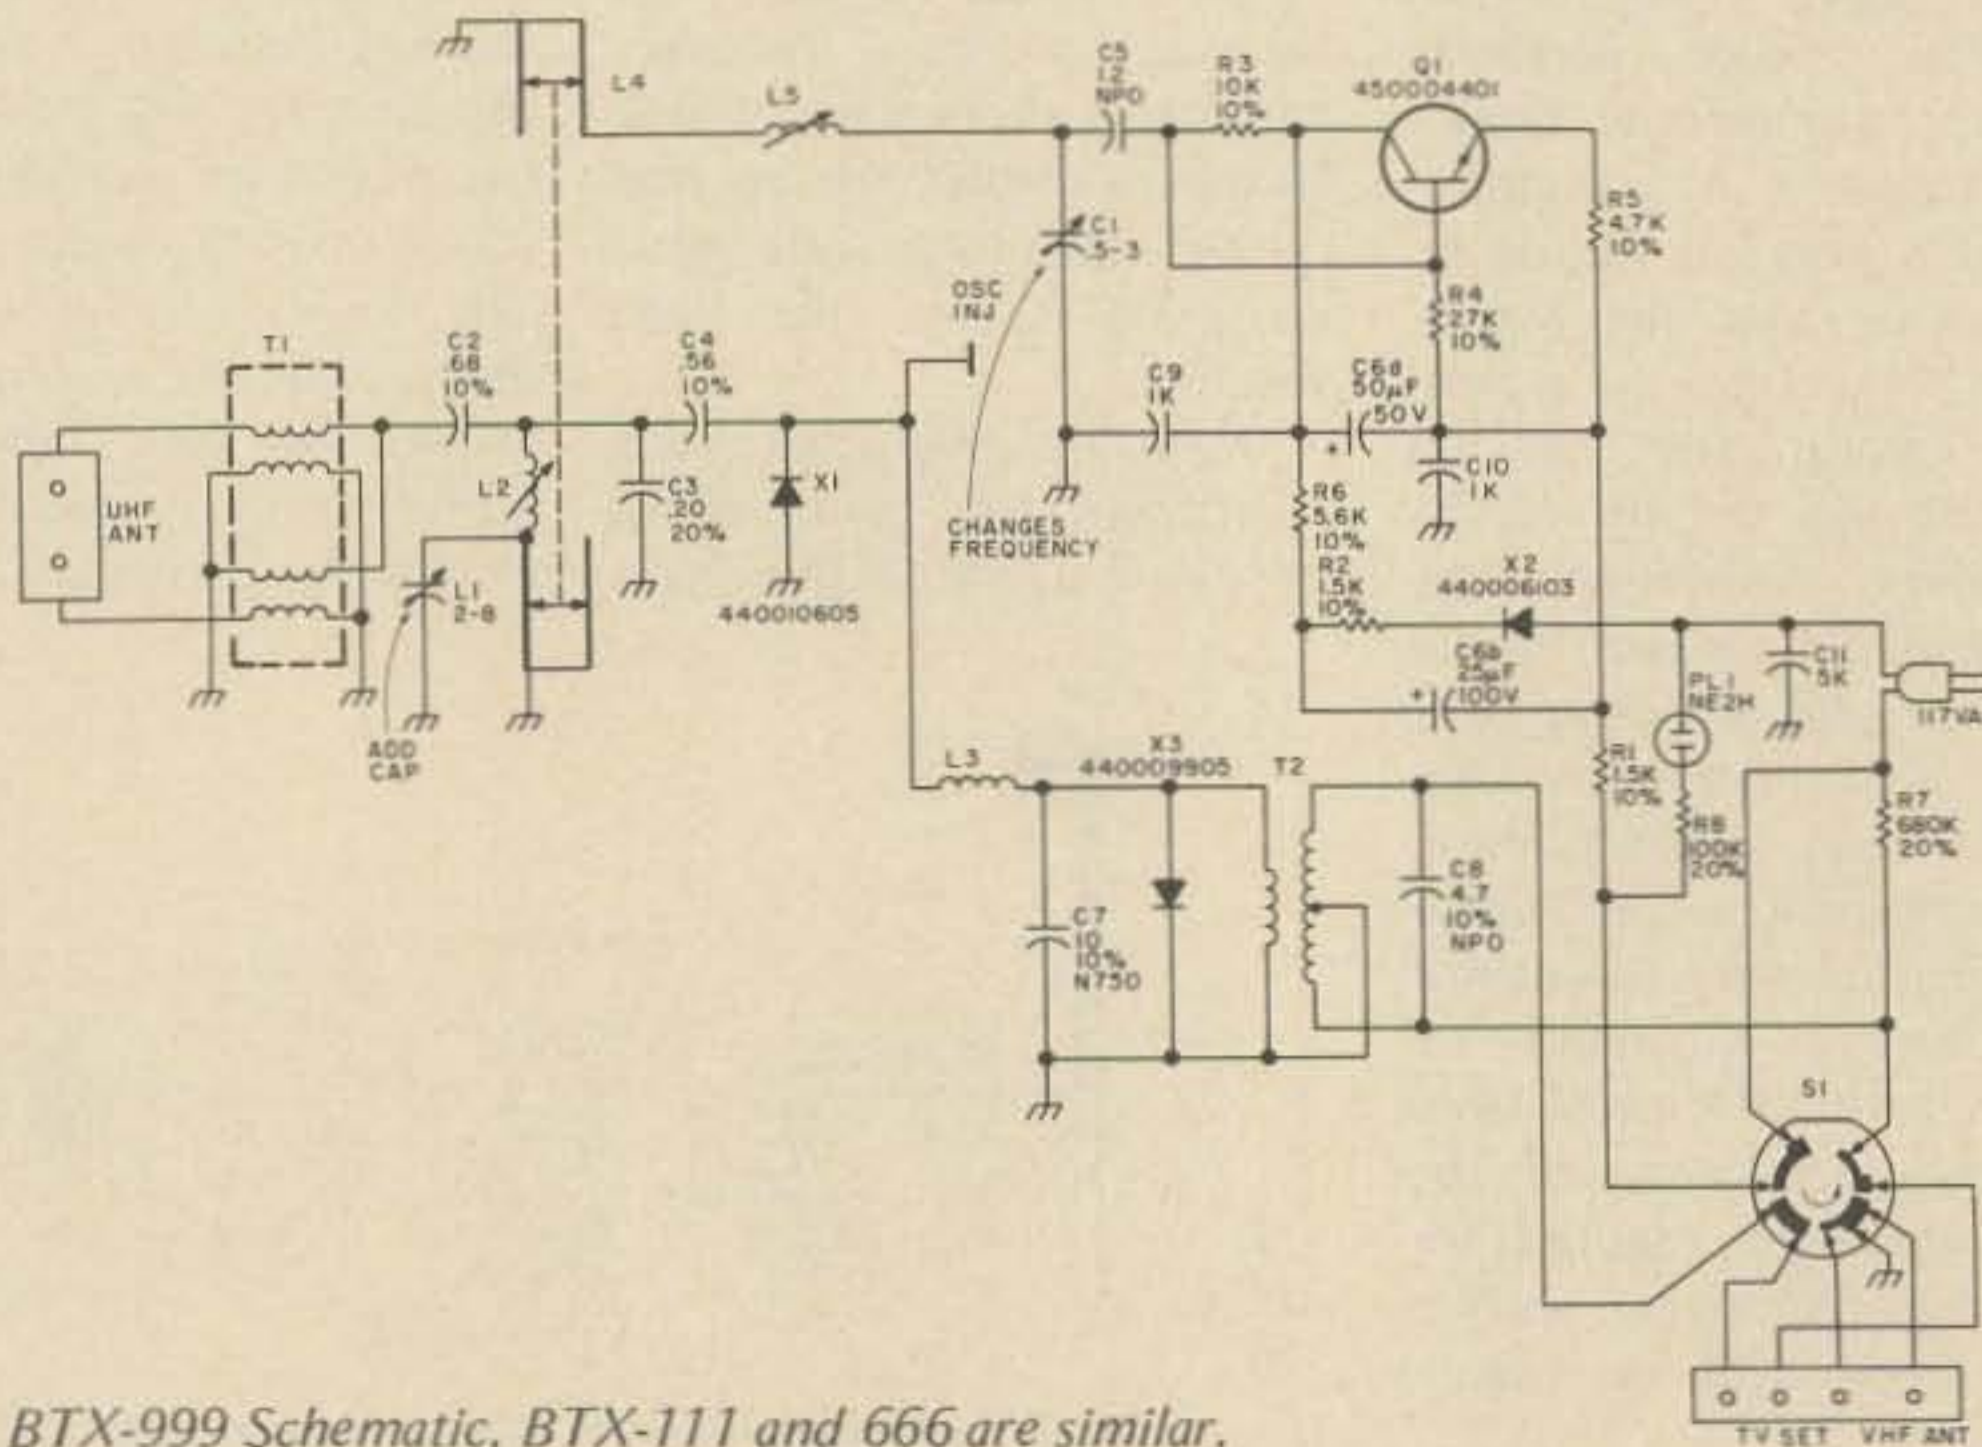 L4
L5
C5
12
NPO
R3
10K
10%
Q1
450004401
R5
4.7K
10%
C1
.5-3
OSC
INJ
R4
2.7K
10%
T1
C2
.68
10%
C4
.56
10%
C9
1K
C6a
50µF
50V
+
UHF
ANT
L2
C3
.20
20%
X1
CHANGES
FREQUENCY
R6
5.6K
10%
C10
1K
L1
2-8
440010605
R2
1.5K
10%
X2
440006103
C6b
25µF
100V
+
PL1
NE2H
C11
5K
117VA
ADD
CAP
L3
X3
440009905
T2
R1
1.5K
10%
R8
100K
20%
R7
680K
20%
C7
10
10%
N750
C8
4.7
10%
NPO
S1
TV SET VHF ANT
BTX-999 Schematic. BTX-111 and 666 are similar.